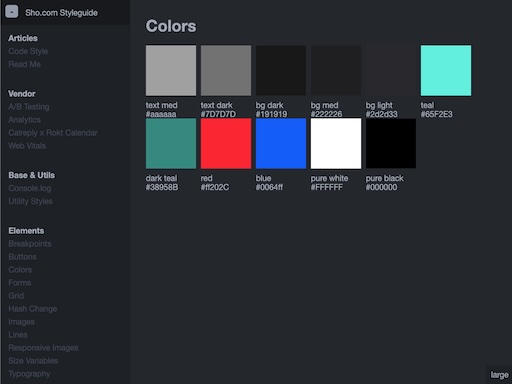 Sho.com Styleguide
Articles
Code Style
Read Me
Vendor
A/B Testing
Analytics
Catreply x Rokt Calendar
Web Vitals
Base & Utils
Console.log
Utility Styles
Elements
Breakpoints
Buttons
Colors
Forms
Grid
Hash Change
Images
Lines
Responsive Images
Size Variables
Typography
Colors
text med
#aaaaaa
text dark
#7D7D7D
bg dark
#191919
bg med
#222226
bg light
#2d2d33
teal
#65F2E3
dark teal
#38958B
red
#ff202C
blue
#0064ff
pure white
#FFFFFF
pure black
#000000
large